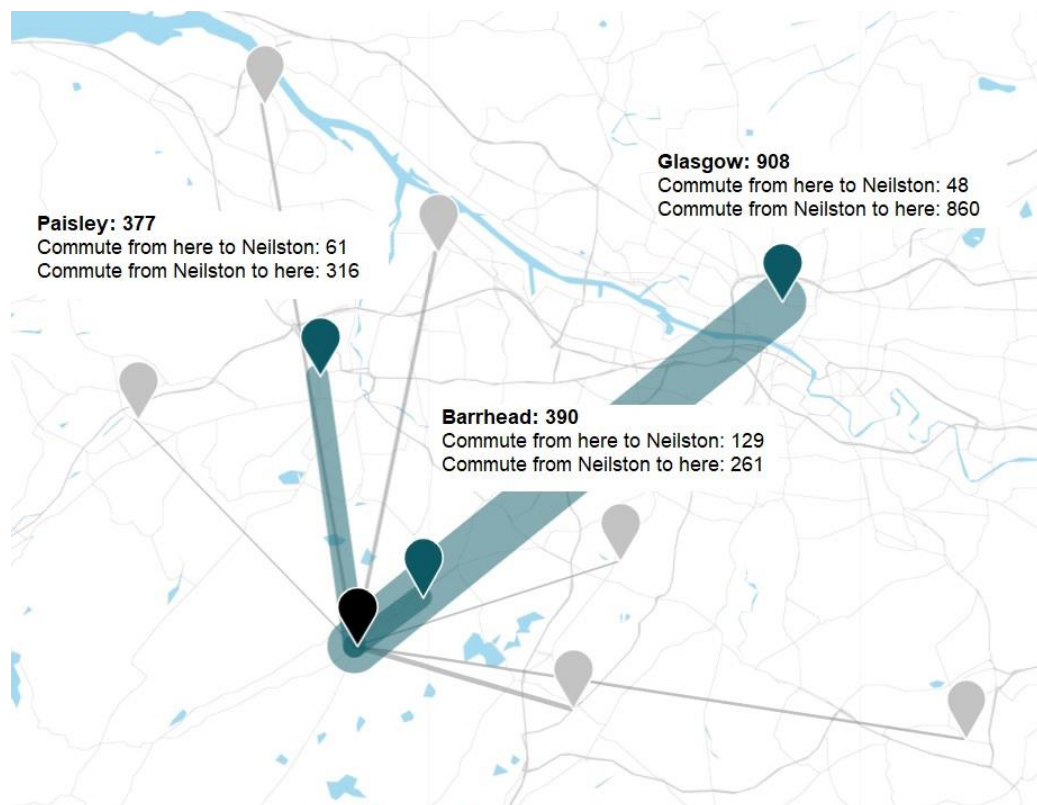 Glasgow: 908
Commute from here to Neilston: 48
Commute from Neilston to here: 860
Paisley: 377
Commute from here to Neilston: 61
Commute from Neilston to here: 316
Barrhead: 390
Commute from here to Neilston: 129
Commute from Neilston to here: 261